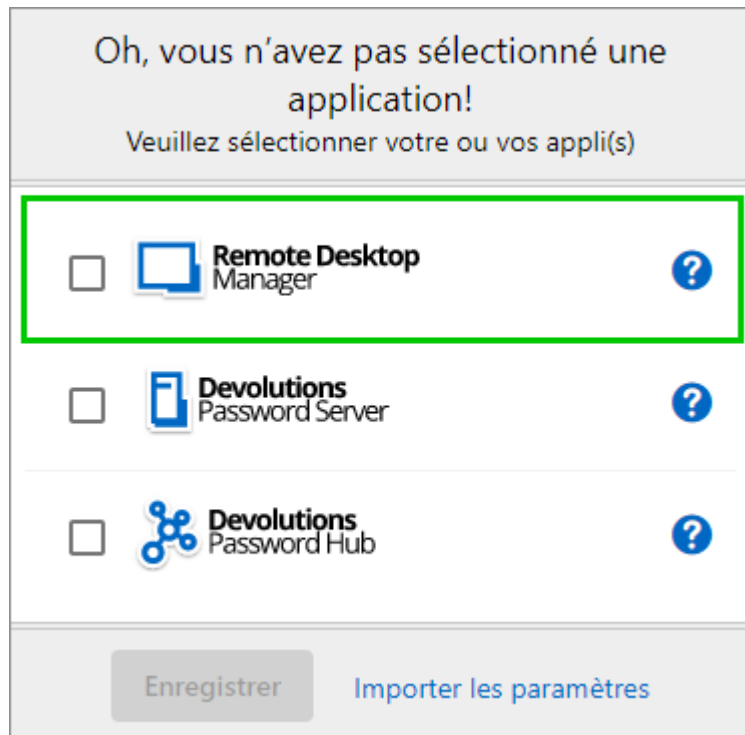 Oh, vous n’avez pas sélectionné une
application!
Veuillez sélectionner votre ou vos appli(s)
Remote Desktop
Manager
?
Devolutions
Password Server
?
Devolutions
Password Hub
?
Enregistrer
Importer les paramètres